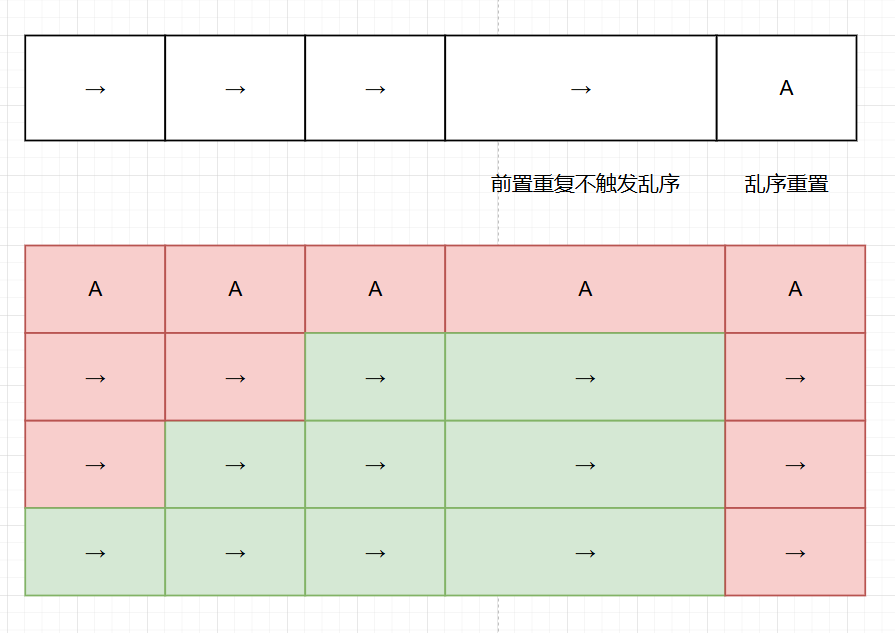 → → → → A
前置重复不触发乱序 乱序重置
A A A A A
→ → → → →
→ → → → →
→ → → → →